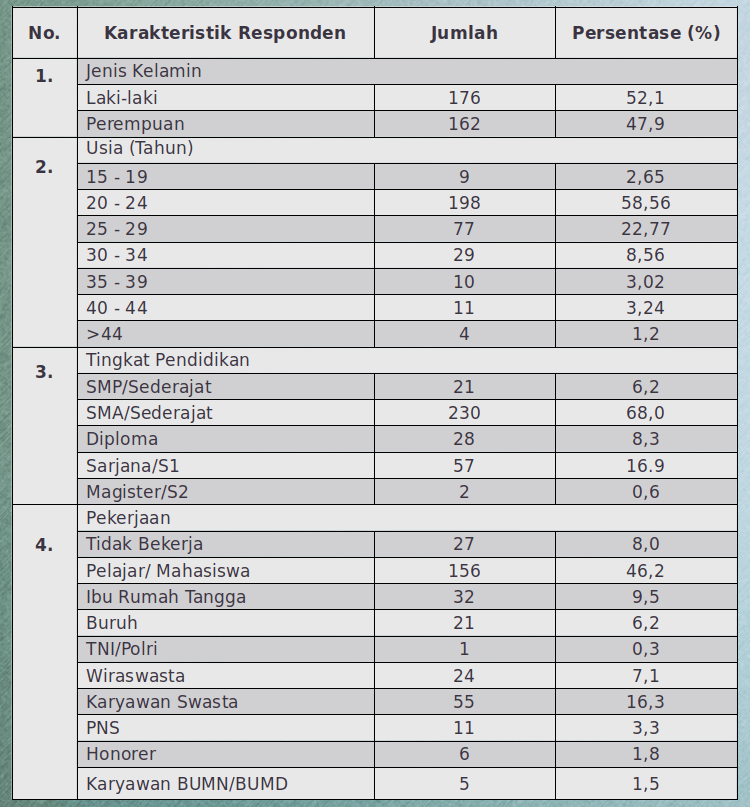 No. Karakteristik Responden Jumlah Persentase (%)
1. Jenis Kelamin
Laki-laki 176 52,1
Perempuan 162 47,9
2. Usia (Tahun)
15 - 19 9 2,65
20 - 24 198 58,56
25 - 29 77 22,77
30 - 34 29 8,56
35 - 39 10 3,02
40 - 44 11 3,24
>44 4 1,2
3. Tingkat Pendidikan
SMP/Sederajat 21 6,2
SMA/Sederajat 230 68,0
Diploma 28 8,3
Sarjana/S1 57 16.9
Magister/S2 2 0,6
4. Pekerjaan
Tidak Bekerja 27 8,0
Pelajar/ Mahasiswa 156 46,2
Ibu Rumah Tangga 32 9,5
Buruh 21 6,2
TNI/Polri 1 0,3
Wiraswasta 24 7,1
Karyawan Swasta 55 16,3
PNS 11 3,3
Honorer 6 1,8
Karyawan BUMN/BUMD 5 1,5